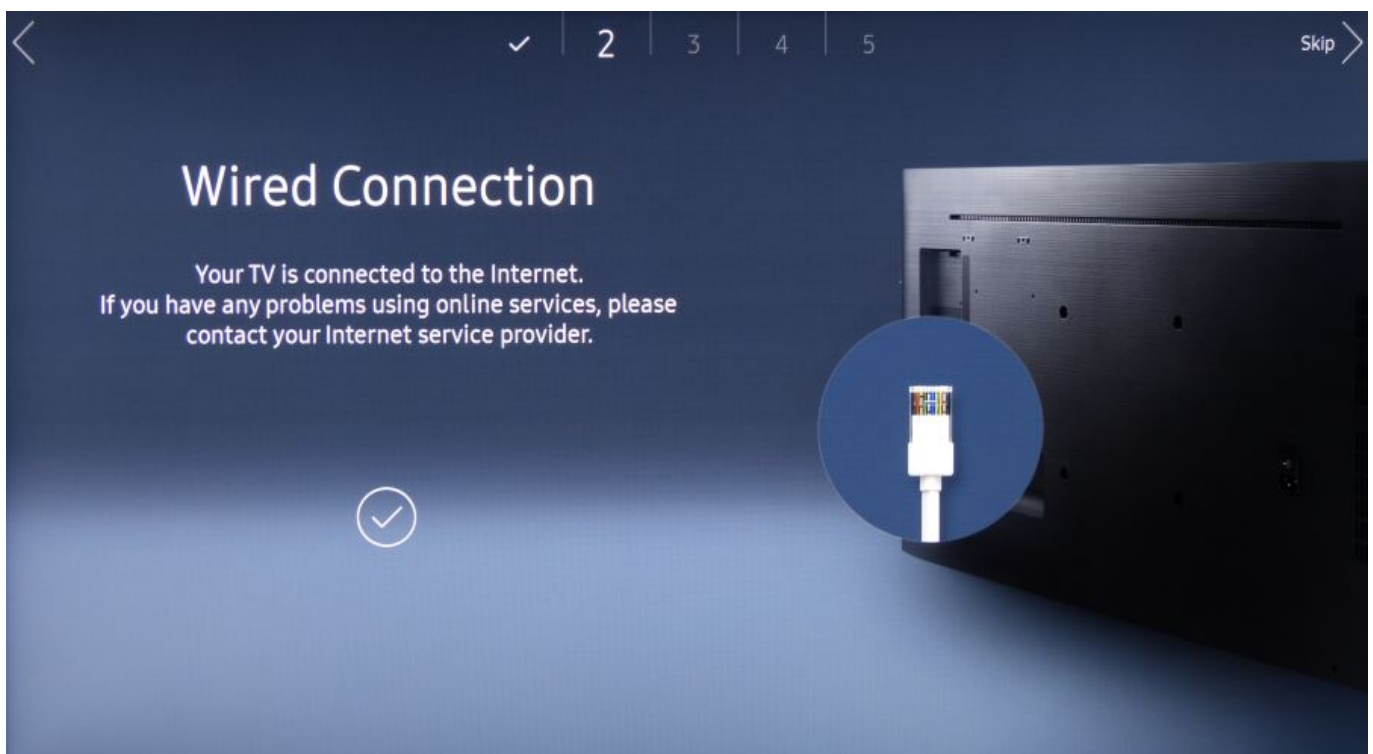 2 3 4 5
Skip
Wired Connection
Your TV is connected to the Internet.
If you have any problems using online services, please
contact your Internet service provider.